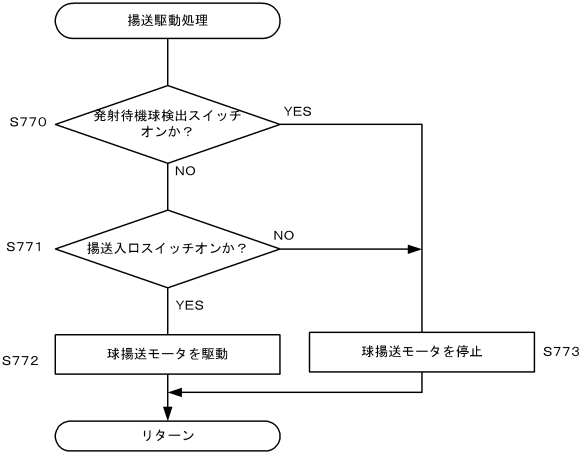 揚送駆動処理
S770
発射待機球検出スイッチ
オンか？
YES
NO
S771
揚送入口スイッチオンか？
NO
YES
S772
球揚送モータを駆動
球揚送モータを停止
S773
リターン